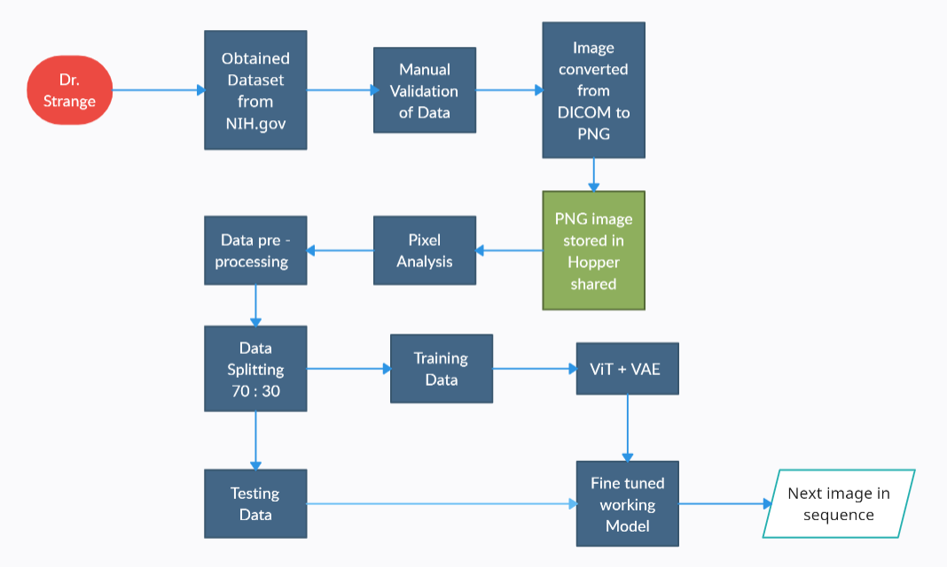 Dr.
Strange
Obtained
Dataset
from
NIH.gov
Manual
Validation
of Data
Image
converted
from
DICOM to
PNG
PNG image
stored in
Hopper
shared
Pixel
Analysis
Data pre -
processing
Data
Splitting
70 : 30
Training
Data
ViT + VAE
Testing
Data
Fine tuned
working
Model
Next image in
sequence